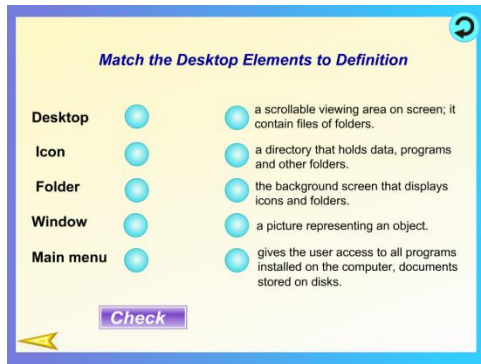 Match the Desktop Elements to Definition
Desktop
a scrollable viewing area on screen; it
contain files of folders.
Icon
a directory that holds data, programs
and other folders.
Folder
the background screen that displays
icons and folders.
Window
a picture representing an object.
Main menu
gives the user access to all programs
installed on the computer, documents
stored on disks.
Check